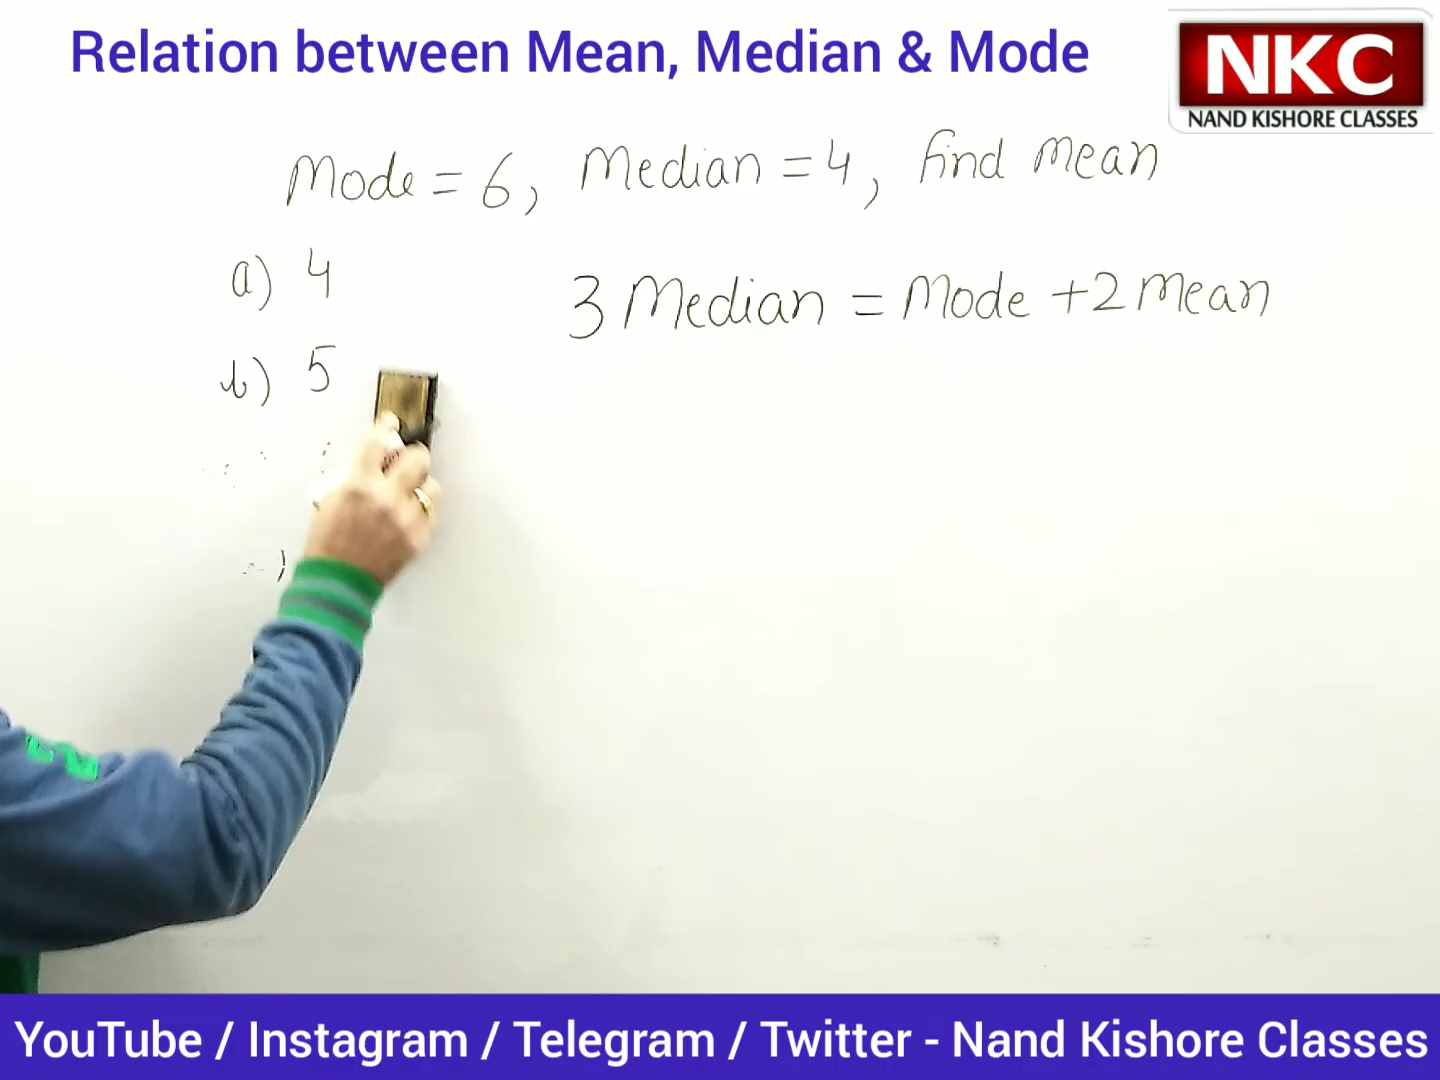 Relation between Mean, Median & Mode
NKC
NAND KISHORE CLASSES
Mode = 6, Median = 4, find mean
a) 4
3 Median = Mode + 2 Mean
b) 5
YouTube / Instagram / Telegram / Twitter - Nand Kishore Classes